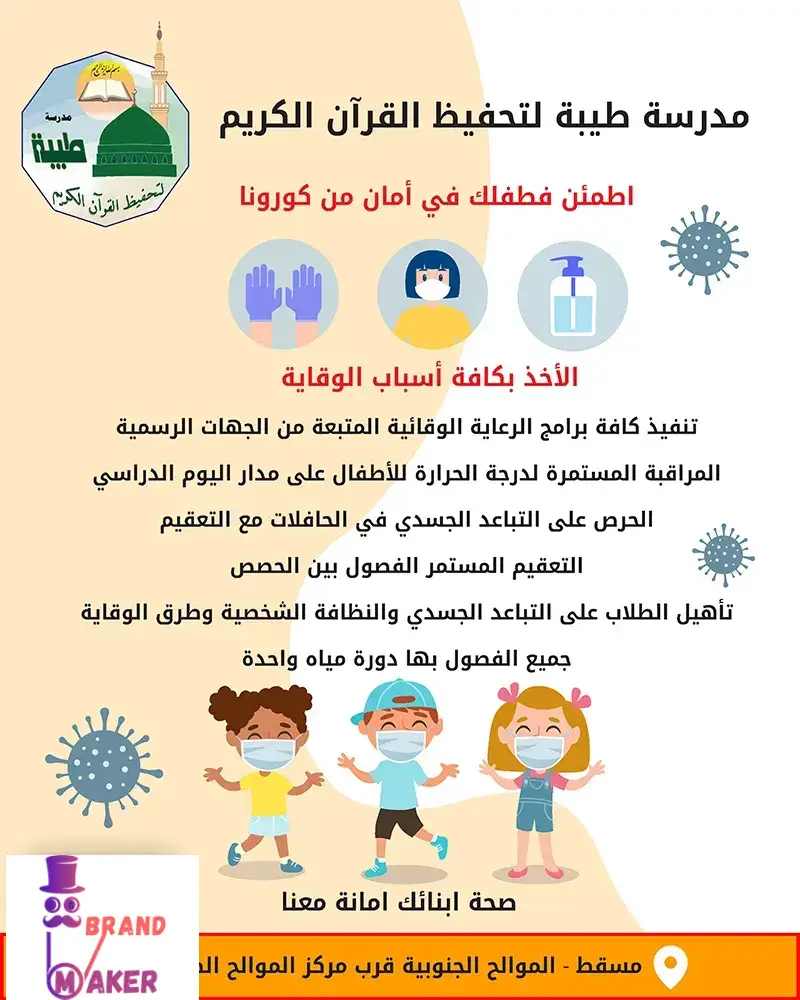 بسم الله الرحمن الرحيم
مدرسة
طيبة
لتحفيظ القرآن الكريم
مدرسة طيبة لتحفيظ القرآن الكريم
اطمئن فطفلك في أمان من كورونا
الأخذ بكافة أسباب الوقاية
تنفيذ كافة برامج الرعاية الوقائية المتبعة من الجهات الرسمية
المراقبة المستمرة لدرجة الحرارة للأطفال على مدار اليوم الدراسي
الحرص على التباعد الجسدي في الحافلات مع التعقيم
التعقيم المستمر الفصول بين الحصص
تأهيل الطلاب على التباعد الجسدي والنظافة الشخصية وطرق الوقاية
جميع الفصول بها دورة مياه واحدة
صحة ابنائك امانة معنا
مسقط - الموالح الجنوبية قرب مركز الموالح
BRAND
MAKER